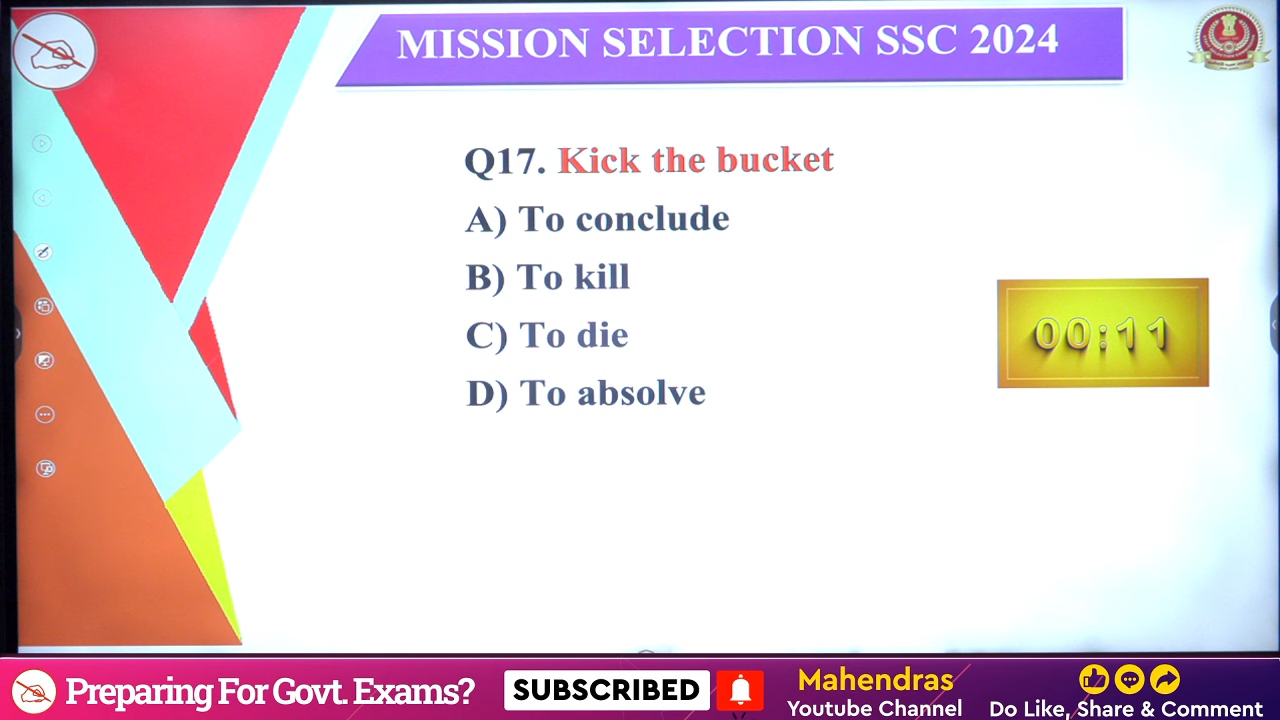 MISSION SELECTION SSC 2024
Q17. Kick the bucket
A) To conclude
B) To kill
C) To die
D) To absolve
00:11
Preparing For Govt. Exams?
SUBSCRIBED
Mahendras
Youtube Channel
Do Like, Share & Comment